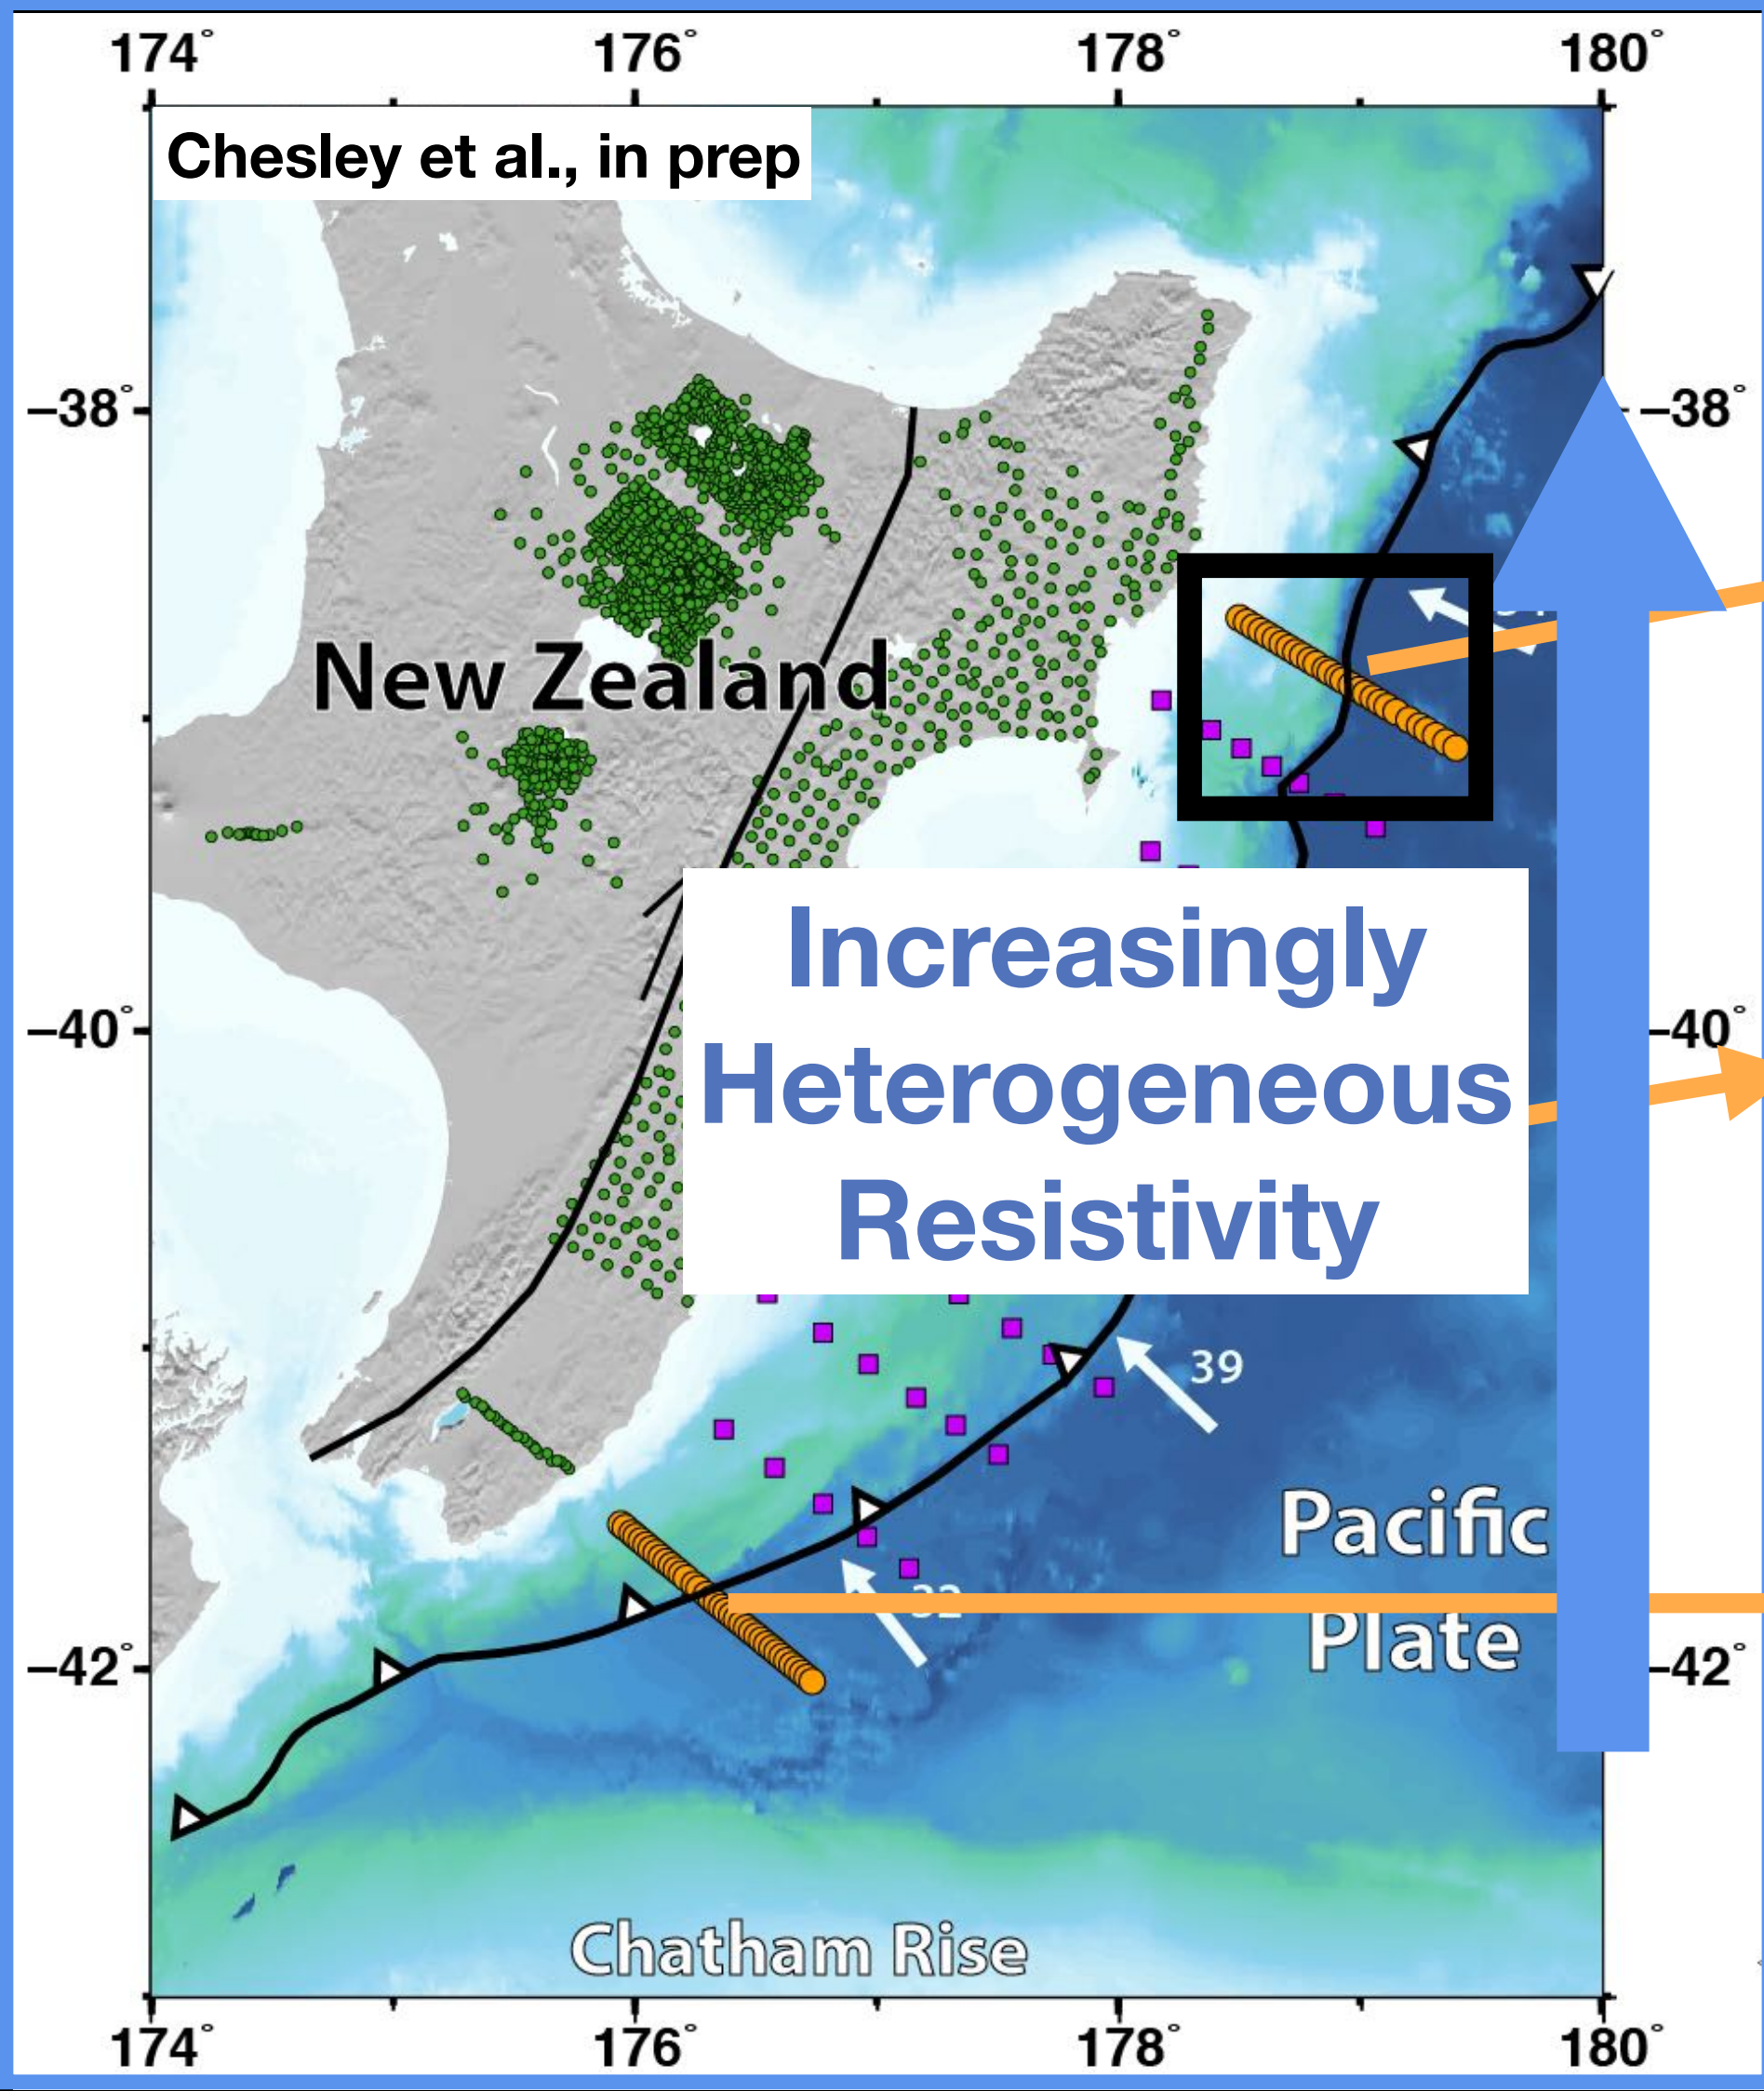 174° 176° 178° 180°
Chesley et al., in prep
−38° −38°
New Zealand
Increasingly
Heterogeneous
Resistivity
−40° −40°
39
Pacific
32
Plate
−42° −42°
Chatham Rise
174° 176° 178° 180°